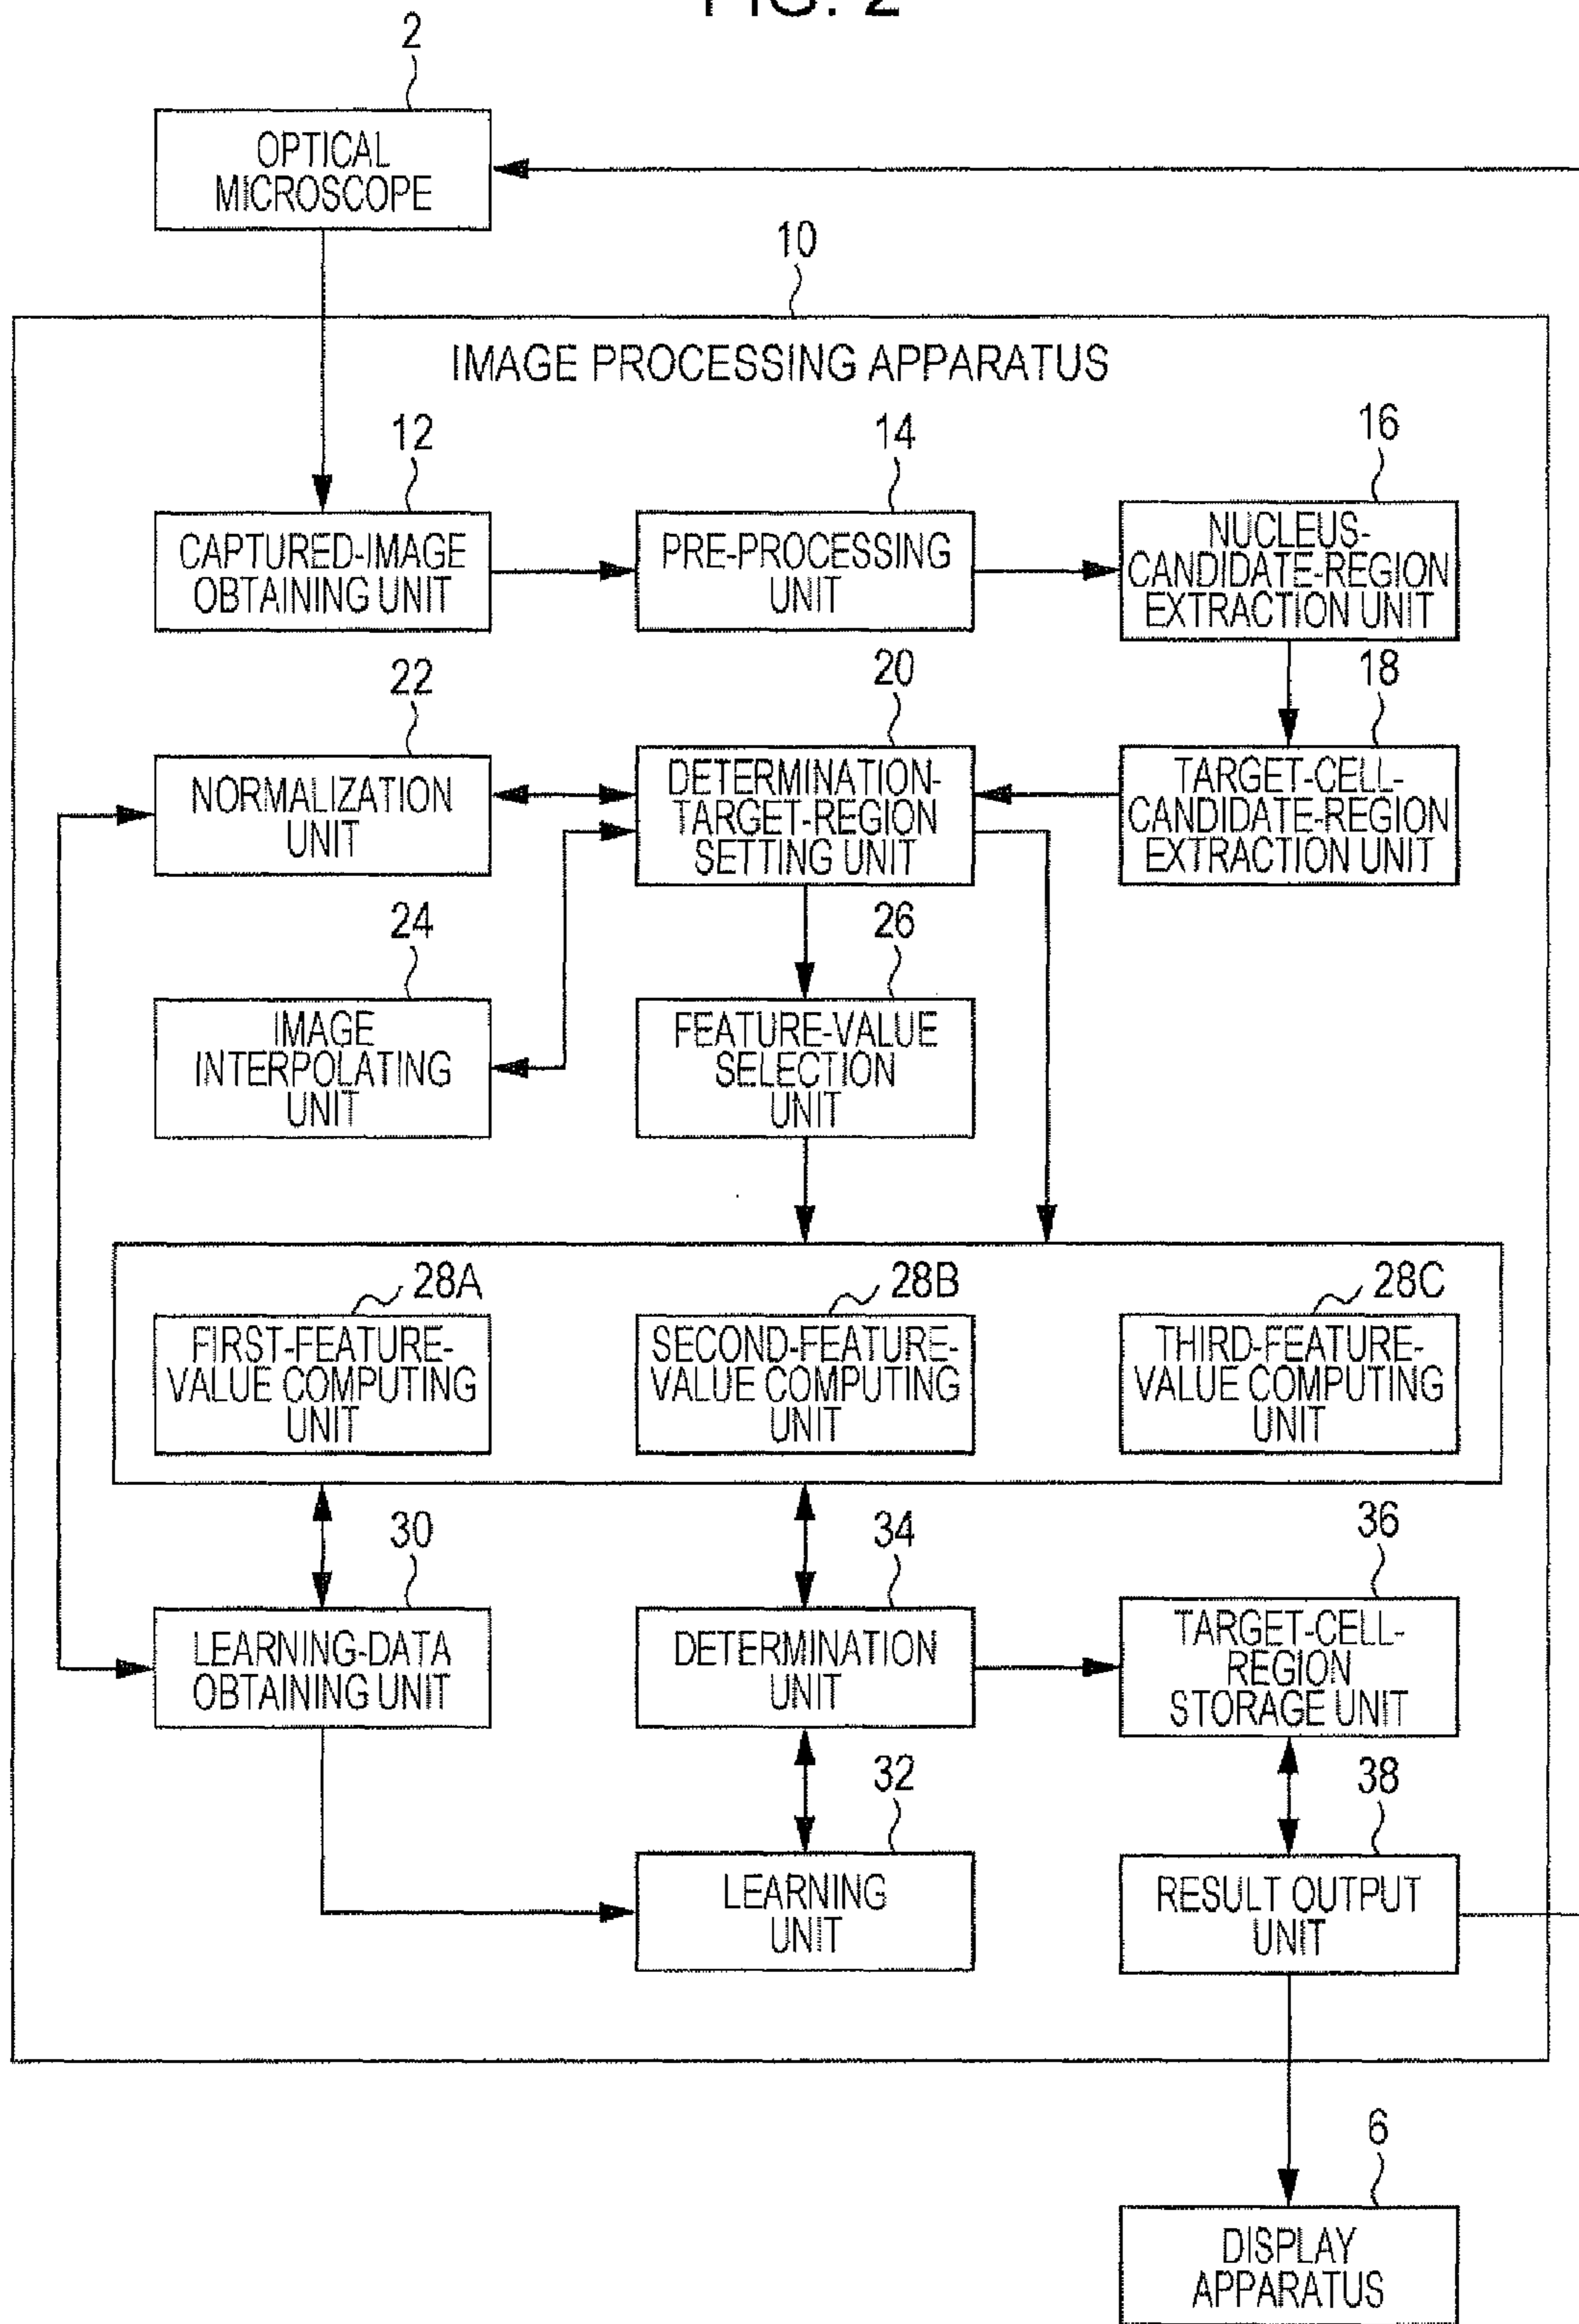 FIG. 2
2
OPTICAL
MICROSCOPE
10
IMAGE PROCESSING APPARATUS
12
CAPTURED-IMAGE
OBTAINING UNIT
14
PRE-PROCESSING
UNIT
16
NUCLEUS-
CANDIDATE-REGION
EXTRACTION UNIT
22
NORMALIZATION
UNIT
20
DETERMINATION-
TARGET-REGION
SETTING UNIT
18
TARGET-CELL-
CANDIDATE-REGION
EXTRACTION UNIT
24
IMAGE
INTERPOLATING
UNIT
26
FEATURE-VALUE
SELECTION
UNIT
28A
FIRST-FEATURE-
VALUE COMPUTING
UNIT
28B
SECOND-FEATURE-
VALUE COMPUTING
UNIT
28C
THIRD-FEATURE-
VALUE COMPUTING
UNIT
30
LEARNING-DATA
OBTAINING UNIT
34
DETERMINATION
UNIT
36
TARGET-CELL-
REGION
STORAGE UNIT
32
LEARNING
UNIT
38
RESULT OUTPUT
UNIT
6
DISPLAY
APPARATUS